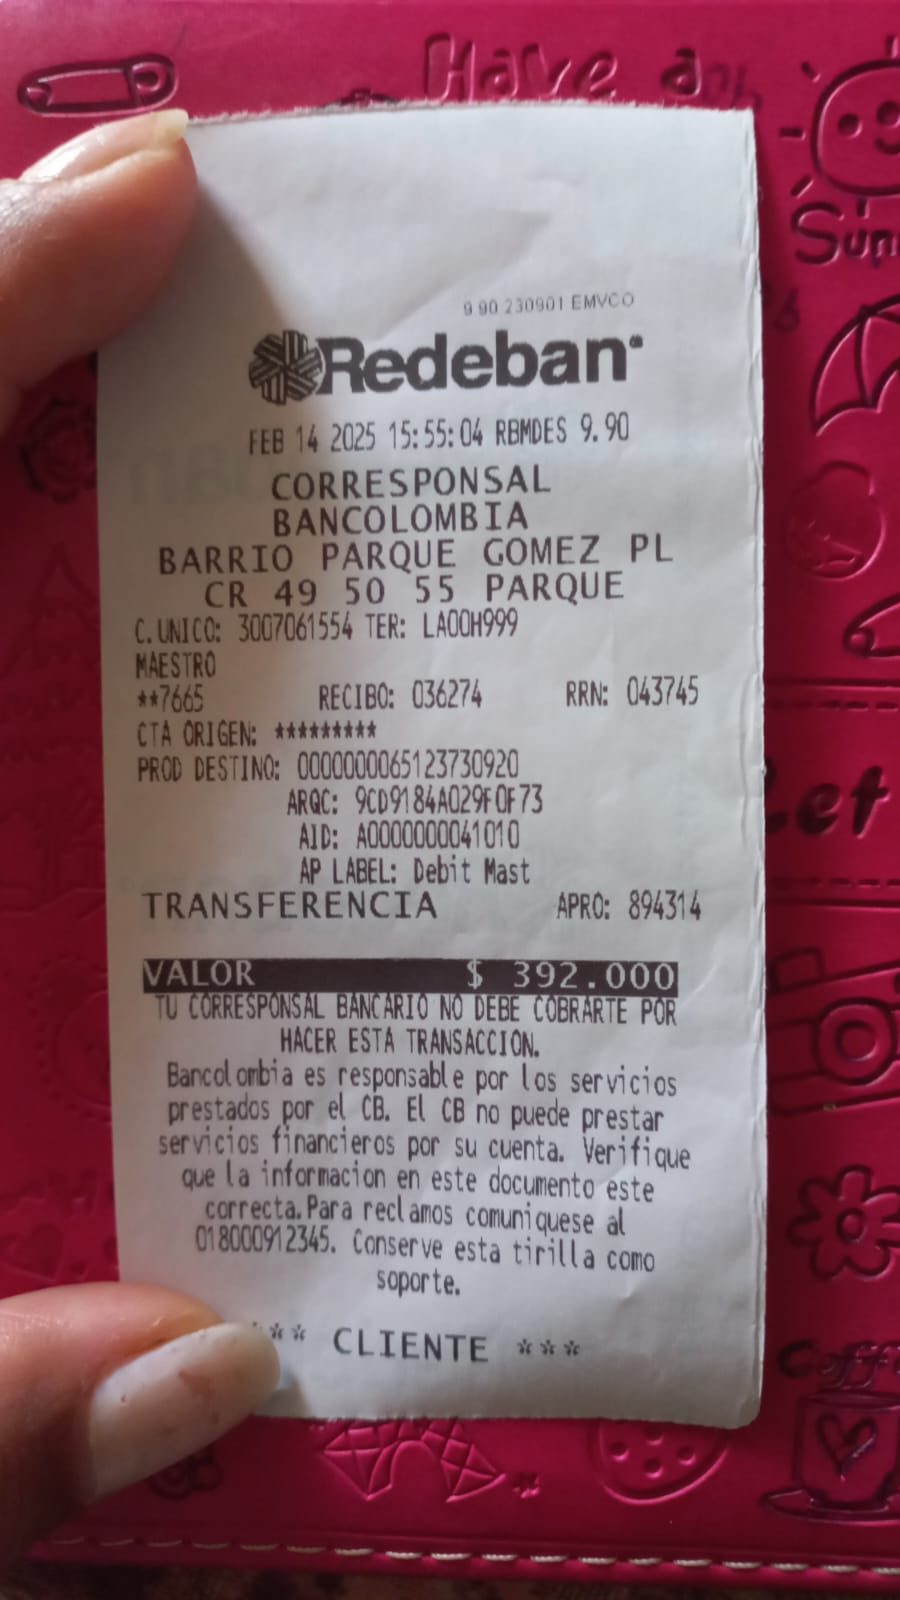 Have a
Sun
9 90 230901 EMVCO
Redeban
FEB 14 2025 15:55:04 RBMDES 9.90
CORRESPONSAL
BANCOLOMBIA
BARRIO PARQUE GOMEZ PL
CR 49 50 55 PARQUE
C.UNICO: 3007061554 TER: LA00H999
MAESTRO
**7665 RECIBO: 036274 RRN: 043745
CTA ORIGEN: *********
PROD DESTINO: 00000000065123730920
ARQC: 9CD9184A029F0F73
AID: A0000000041010
AP LABEL: Debit Mast
TRANSFERENCIA APRO: 894314
VALOR $ 392.000
TU CORRESPONSAL BANCARIO NO DEBE COBRARTE POR
HACER ESTA TRANSACCION.
Bancolombia es responsable por los servicios
prestados por el CB. El CB no puede prestar
servicios financieros por su cuenta. Verifique
que la informacion en este documento este
correcta.Para reclamos comuniquese al
018000912345. Conserve esta tirilla como
soporte.
** CLIENTE ***